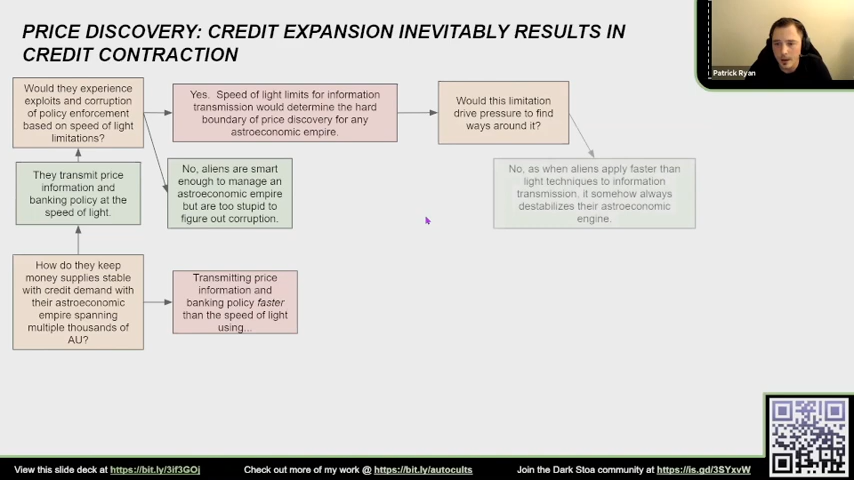 PRICE DISCOVERY: CREDIT EXPANSION INEVITABLY RESULTS IN
CREDIT CONTRACTION
Patrick Ryan
Would they experience
exploits and corruption
of policy enforcement
based on speed of light
limitations?
Yes. Speed of light limits for information
transmission would determine the hard
boundary of price discovery for any
astroeconomic empire.
Would this limitation
drive pressure to find
ways around it?
They transmit price
information and
banking policy at the
speed of light.
No, aliens are smart
enough to manage an
astroeconomic empire
but are too stupid to
figure out corruption.
No, as when aliens apply faster than
light techniques to information
transmission, it somehow always
destabilizes their astroeconomic
engine.
How do they keep
money supplies stable
with credit demand with
their astroeconomic
empire spanning
multiple thousands of
AU?
Transmitting price
information and
banking policy faster
than the speed of light
using...
View this slide deck at https://bit.ly/3if3GOj
Check out more of my work @ https://bit.ly/autocults
Join the Dark Stoa community at https://is.gd/3SYxvW